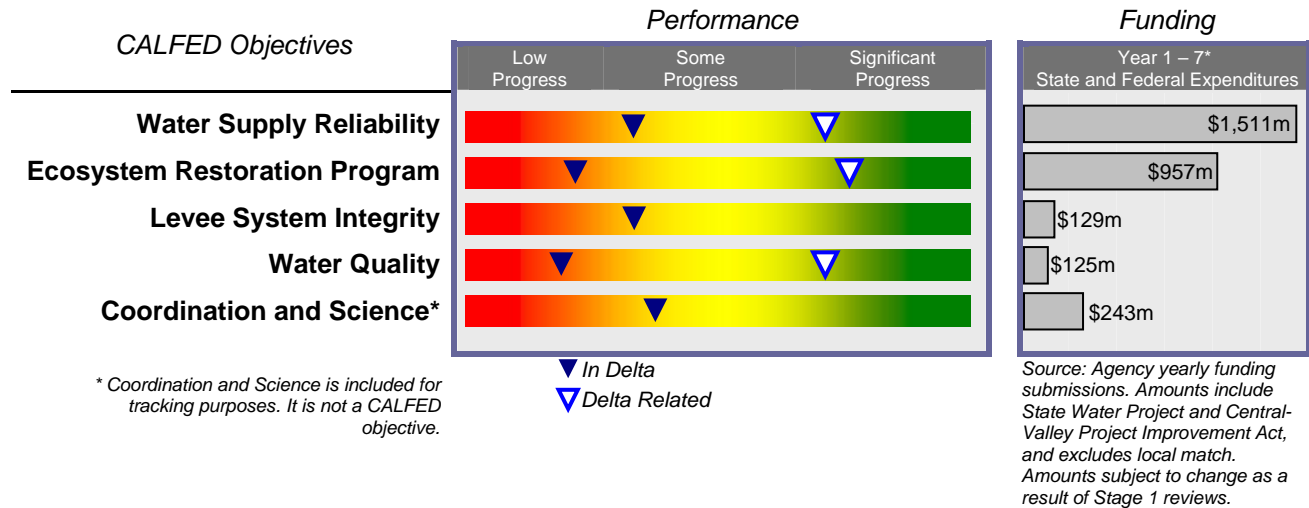 CALFED Objectives
Performance
Funding
Low
Progress
Some
Progress
Significant
Progress
Year 1 – 7*
State and Federal Expenditures
Water Supply Reliability
$1,511m
Ecosystem Restoration Program
$957m
Levee System Integrity
$129m
Water Quality
$125m
Coordination and Science*
$243m
* Coordination and Science is included for
tracking purposes. It is not a CALFED
objective.
In Delta
Delta Related
Source: Agency yearly funding
submissions. Amounts include
State Water Project and Central-
Valley Project Improvement Act,
and excludes local match.
Amounts subject to change as a
result of Stage 1 reviews.